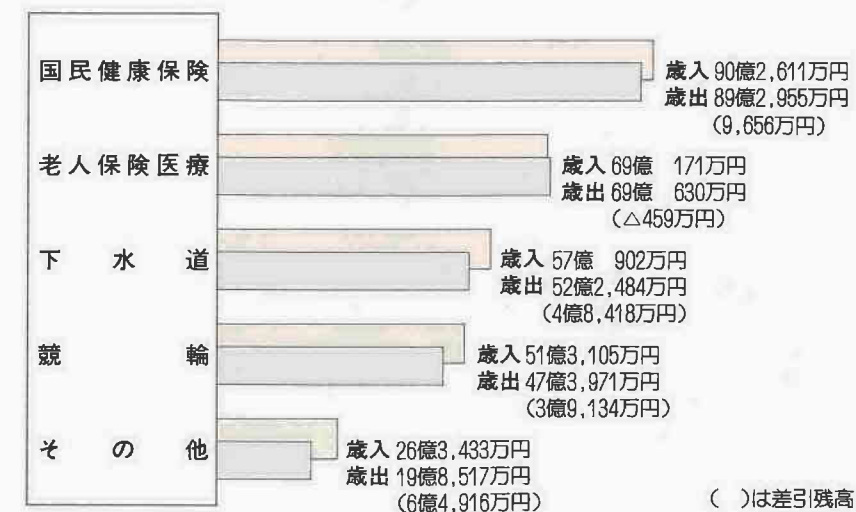 国民健康保険
歳入 90億2,611万円
歳出 89億2,955万円
(9,656万円)
老人保険医療
歳入 69億 171万円
歳出 69億 630万円
(△459万円)
下水道
歳入 57億 902万円
歳出 52億2,484万円
(4億8,418万円)
競輪
歳入 51億3,105万円
歳出 47億3,971万円
(3億9,134万円)
その他
歳入 26億3,433万円
歳出 19億8,517万円
(6億4,916万円)
( )は差引残高